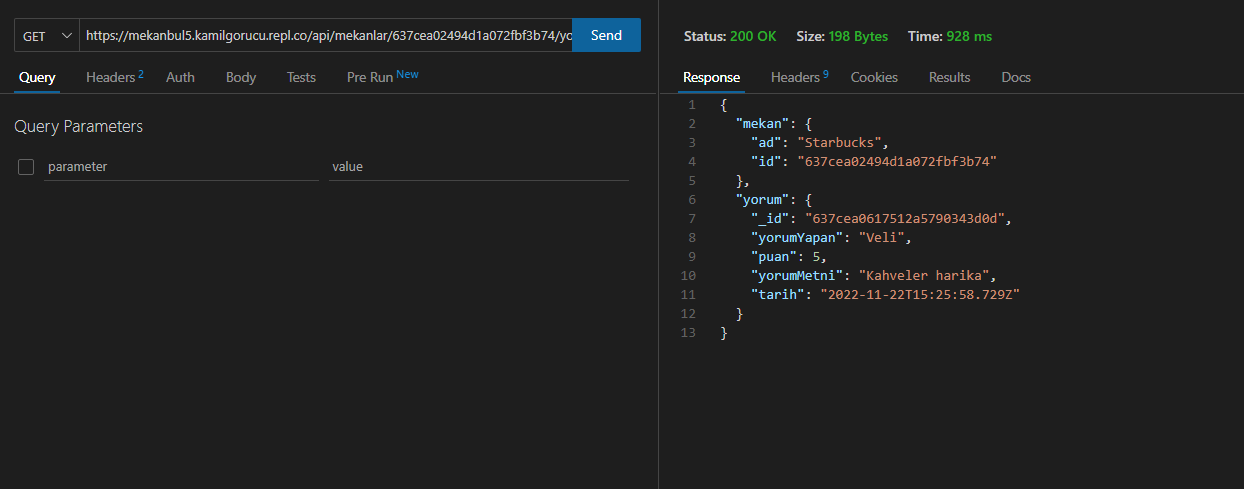 GET
https://mekanbul5.kamilgorucu.repl.co/api/mekanlar/637cea02494d1a072fbf3b74/yo
Send
Query
Headers 2
Auth
Body
Tests
Pre Run New
Query Parameters
parameter
value
Status: 200 OK Size: 198 Bytes Time: 928 ms
Response
Headers 9
Cookies
Results
Docs
1 {
2 "mekan": {
3 "ad": "Starbucks",
4 "id": "637cea02494d1a072fbf3b74"
5 },
6 "yorum": {
7 "_id": "637cea0617512a5790343d0d",
8 "yorumYapan": "Veli",
9 "puan": 5,
10 "yorumMetni": "Kahveler harika",
11 "tarih": "2022-11-22T15:25:58.729Z"
12 }
13 }